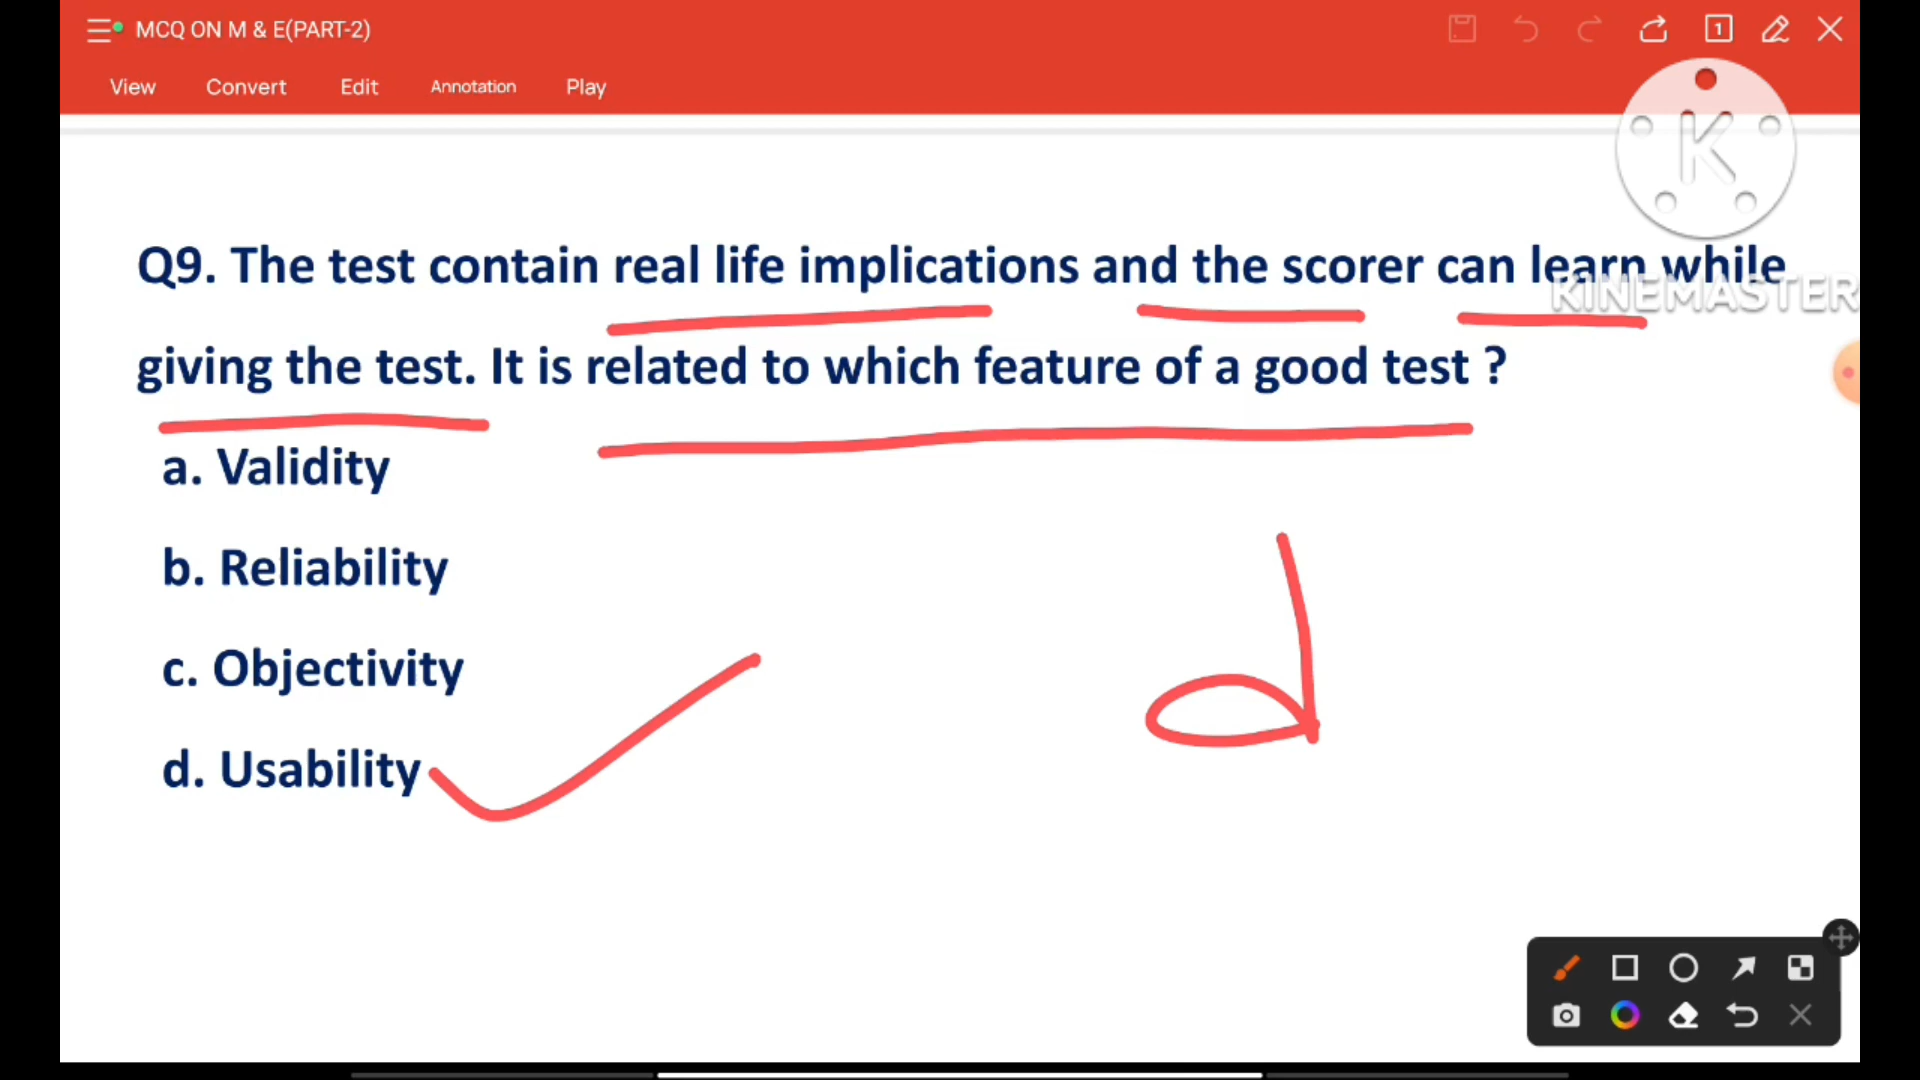 MCQ ON M & E(PART-2)
1
View Convert Edit Annotation Play
K
KINEMASTER
Q9. The test contain real life implications and the scorer can learn while
giving the test. It is related to which feature of a good test ?
a. Validity
b. Reliability
c. Objectivity
d. Usability
d